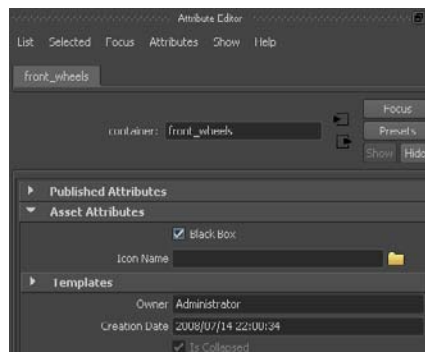 Attribute Editor
List Selected Focus Attributes Show Help
front_wheels
container: front_wheels
Focus
Presets
Show Hide
Published Attributes
Asset Attributes
Black Box
Icon Name
Templates
Owner Administrator
Creation Date 2008/07/14 22:00:34
Is Collapsed